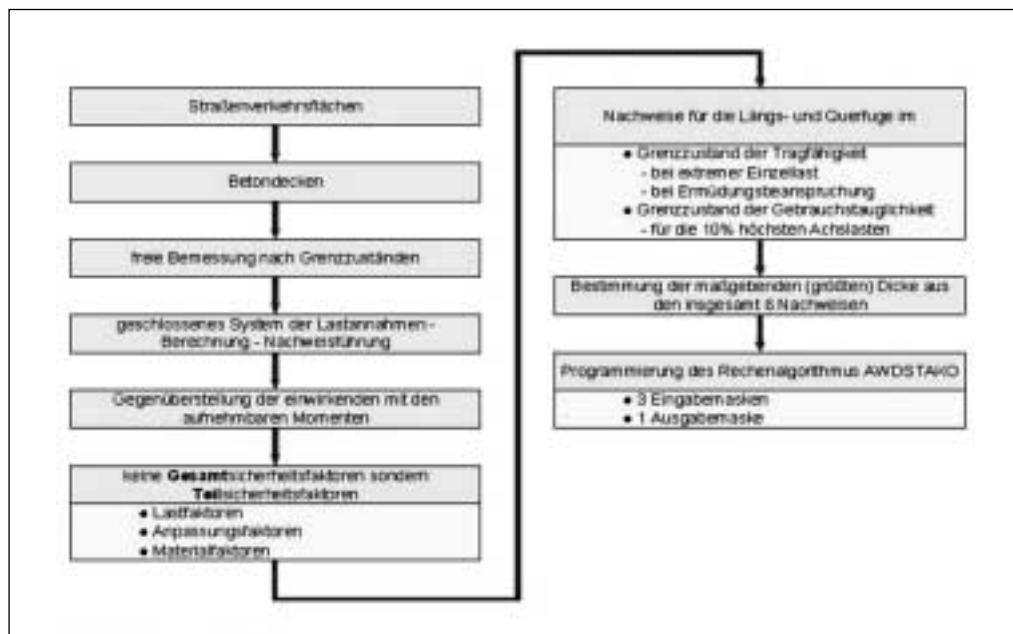 Straßenverkehrsflächen
Betondecken
freie Bemessung nach Grenzzuständen
geschlossenes System der Lastannahmen -
Berechnung - Nachweisführung
Gegenüberstellung der einwirkenden mit den
aufnehmbaren Momenten
keine Gesamtsicherheitsfaktoren sondern
Teilsicherheitsfaktoren
● Lastfaktoren
● Anpassungsfaktoren
● Materialfaktoren
Nachweise für die Längs- und Querfuge im
● Grenzzustand der Tragfähigkeit
- bei extremer Einzellast
- bei Ermüdungsbeanspruchung
● Grenzzustand der Gebrauchstauglichkeit
- für die 10% höchsten Achslasten
Bestimmung der maßgebenden (größten) Dicke aus
den insgesamt 6 Nachweisen
Programmierung des Rechenalgorithmus AWDSTAKO
● 3 Eingabemasken
● 1 Ausgabemaske